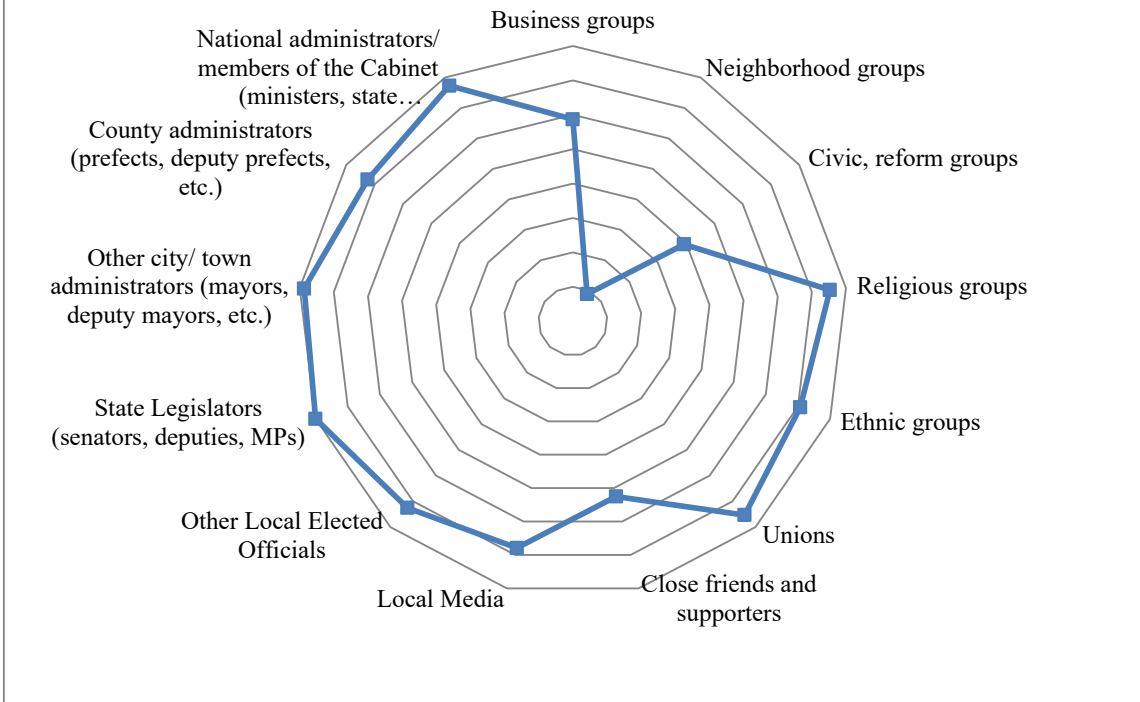 Business groups
Neighborhood groups
Civic, reform groups
Religious groups
Ethnic groups
Unions
Close friends and
supporters
Local Media
Other Local Elected
Officials
State Legislators
(senators, deputies, MPs)
Other city/ town
administrators (mayors,
deputy mayors, etc.)
County administrators
(prefects, deputy prefects,
etc.)
National administrators/
members of the Cabinet
(ministers, state…